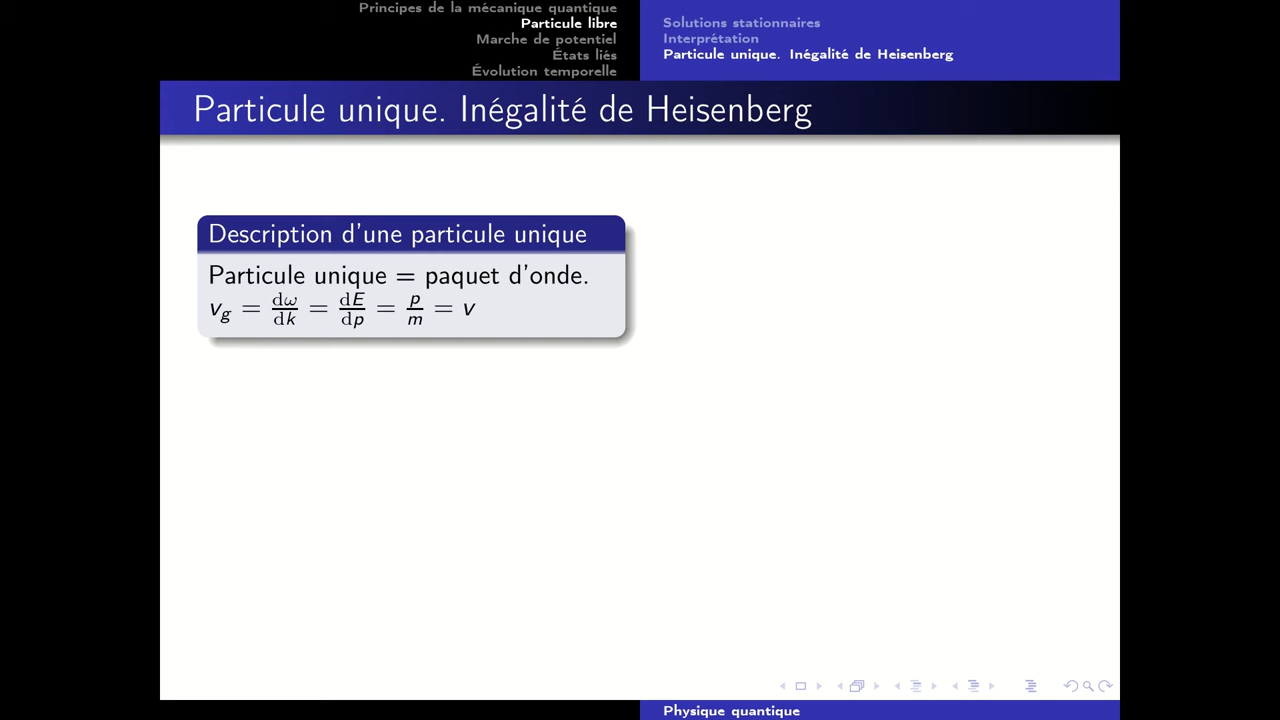 Principes de la mécanique quantique
Particule libre
Marche de potentiel
États liés
Évolution temporelle
Solutions stationnaires
Interprétation
Particule unique. Inégalité de Heisenberg
Particule unique. Inégalité de Heisenberg
Description d'une particule unique
Particule unique = paquet d'onde.
v_g = dω/dk = dE/dp = p/m = v
Physique quantique